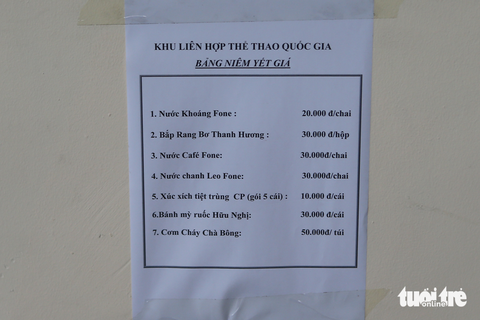 tuổi trẻ
online
KHU LIÊN HỢP THỂ THAO QUỐC GIA
BẢNG NIÊM YẾT GIÁ
1. Nước Khoáng Fone : 20.000 đ/chai
2. Bắp Rang Bơ Thanh Hương : 30.000 đ/hộp
3. Nước Café Fone: 30.000đ/chai
4. Nước chanh Leo Fone: 30.000đ/chai
5. Xúc xích tiệt trùng CP (gói 5 cái) : 10.000 đ/cái
6.Bánh mỳ ruốc Hữu Nghị: 30.000 đ/cái
7. Cơm Cháy Chà Bông: 50.000đ/ túi
tuổi trẻ
online